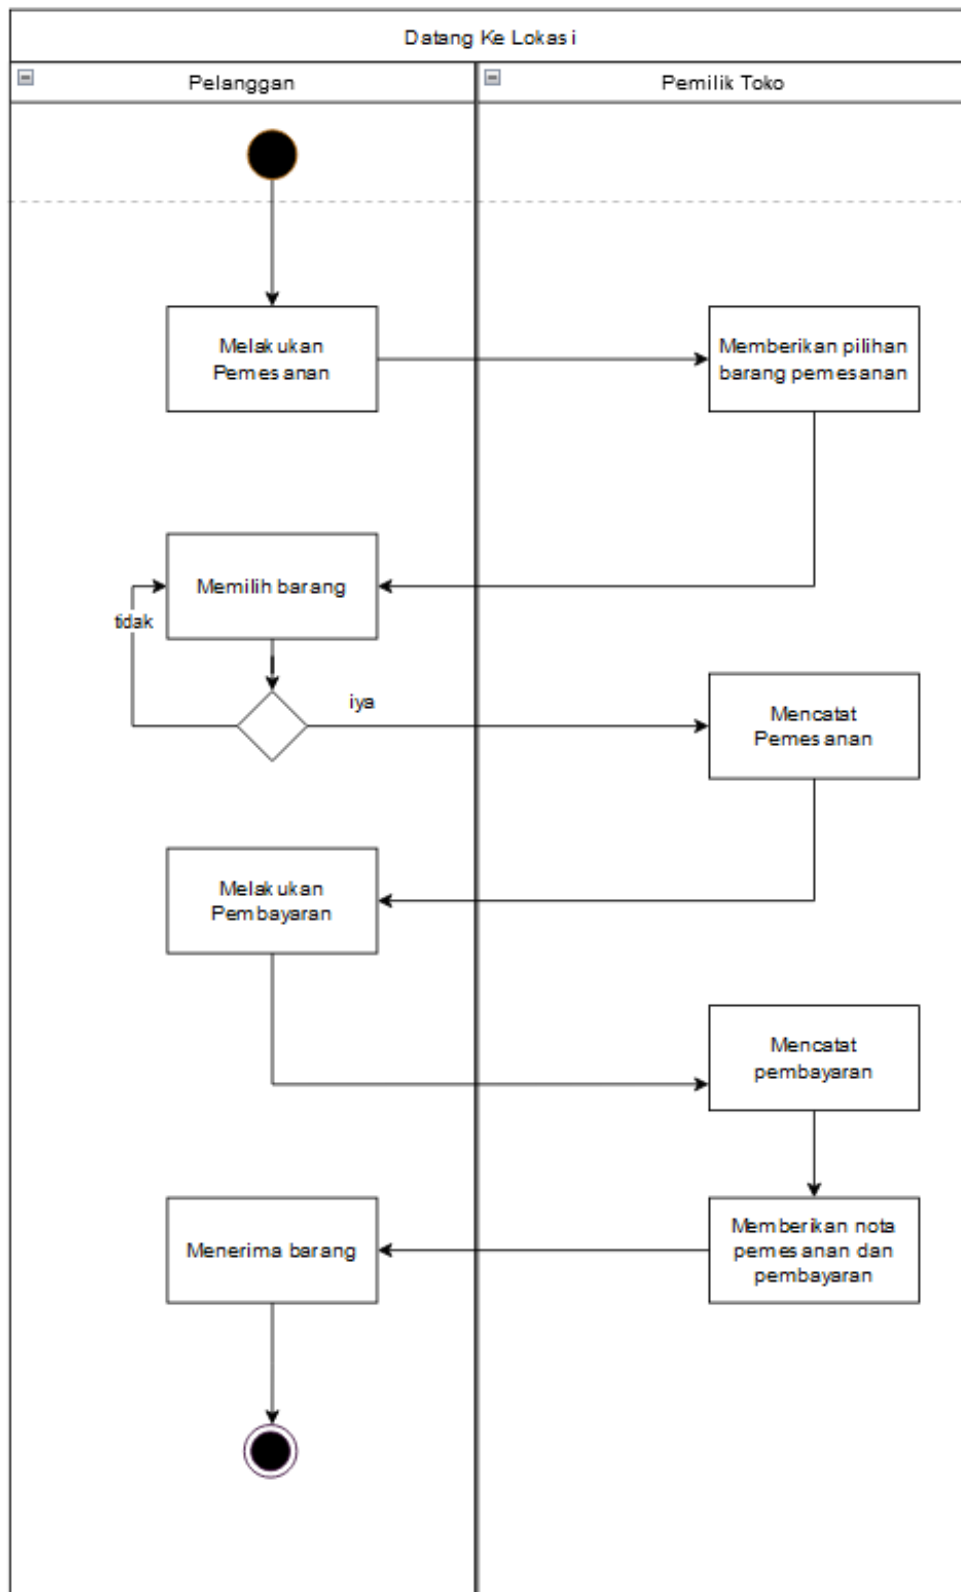 Datang Ke Lokasi
Pelanggan
Pemilik Toko
Melakukan
Pemesanan
Memberikan pilihan
barang pemesanan
Memilih barang
tidak
iya
Mencatat
Pemesanan
Melakukan
Pembayaran
Mencatat
pembayaran
Menerima barang
Memberikan nota
pemesanan dan
pembayaran